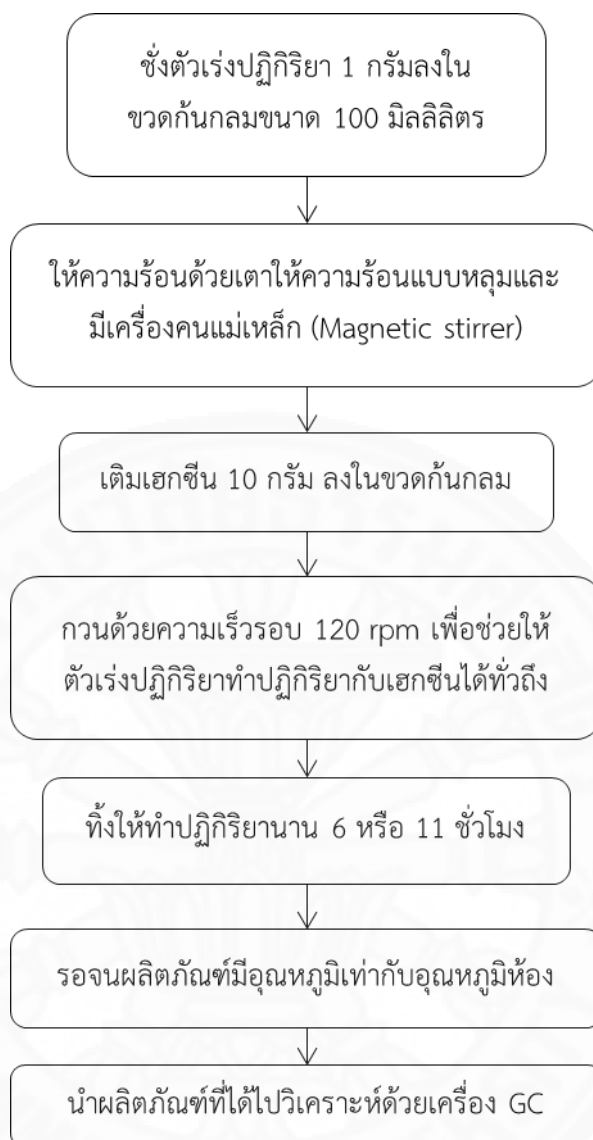 ชั่งตัวเร่งปฏิกิริยา 1 กรัมลงใน
ขวดก้นกลมขนาด 100 มิลลิลิตร
ให้ความร้อนด้วยเตาให้ความร้อนแบบหลุมและ
มีเครื่องคนแม่เหล็ก (Magnetic stirrer)
เติมเฮกซีน 10 กรัม ลงในขวดก้นกลม
กวนด้วยความเร็วรอบ 120 rpm เพื่อช่วยให้
ตัวเร่งปฏิกิริยาทำปฏิกิริยากับเฮกซีนได้ทั่วถึง
ทิ้งให้ทำปฏิกิริยานาน 6 หรือ 11 ชั่วโมง
รอจนผลิตภัณฑ์มีอุณหภูมิเท่ากับอุณหภูมิห้อง
นำผลิตภัณฑ์ที่ได้ไปวิเคราะห์ด้วยเครื่อง GC